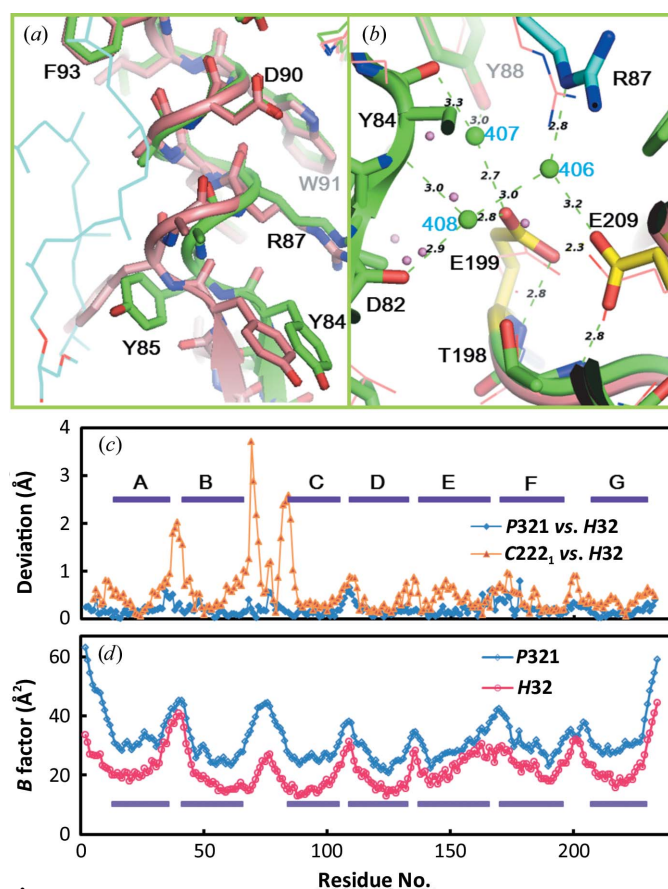 (a)
F93
D90
W91
R87
Y85
Y84
(b)
Y88
R87
Y84
3.3
3.0
407
2.8
406
2.7
3.0
3.0
408
2.8
3.2
E209
2.9
E199
2.3
D82
2.8
T198
2.8
(c)
4
3
2
1
0
Deviation (Å)
A B C D E F G
P321 vs. H32
C222₁ vs. H32
(d)
60
40
20
0
B factor (Å²)
P321
H32
0 50 100 150 200
Residue No.